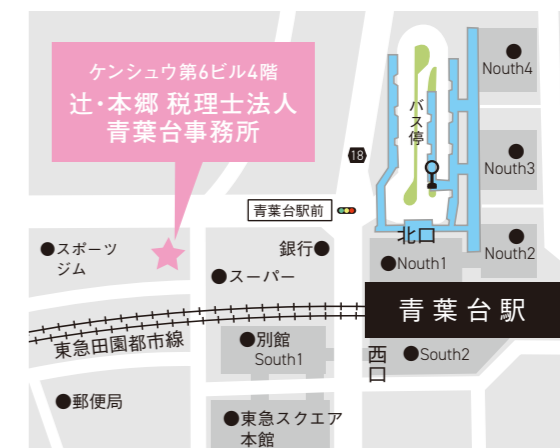 ケンシュウ第6ビル4階
辻・本郷 税理士法人
青葉台事務所
Nouth4
バス停
18
Nouth3
青葉台駅前
北口
●スポーツ
ジム
銀行●
●スーパー
●Nouth1
Nouth2
青葉台駅
東急田園都市線
●別館
South1
西口
●South2
●郵便局
●東急スクエア
本館